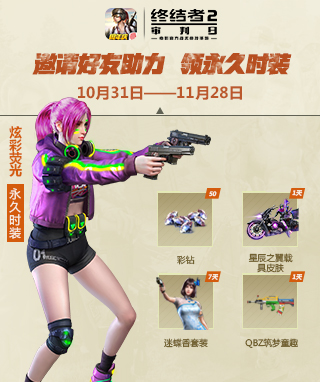 终结者2
审判日
邀请好友助力 领永久时装
10月31日——11月28日
炫彩荧光
永久时装
50
彩钻
1天
星辰之翼载
具皮肤
7天
迷蝶香套装
1天
QBZ筑梦童趣
01